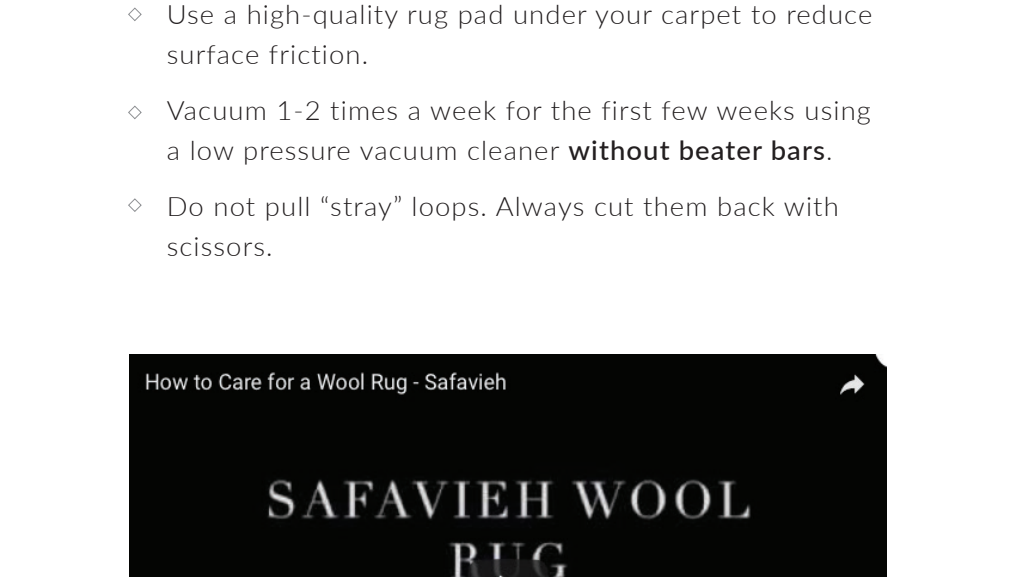 Use a high-quality rug pad under your carpet to reduce
surface friction.
Vacuum 1-2 times a week for the first few weeks using
a low pressure vacuum cleaner without beater bars.
Do not pull “stray” loops. Always cut them back with
scissors.
How to Care for a Wool Rug - Safavieh
SAFAVIEH WOOL
RUG